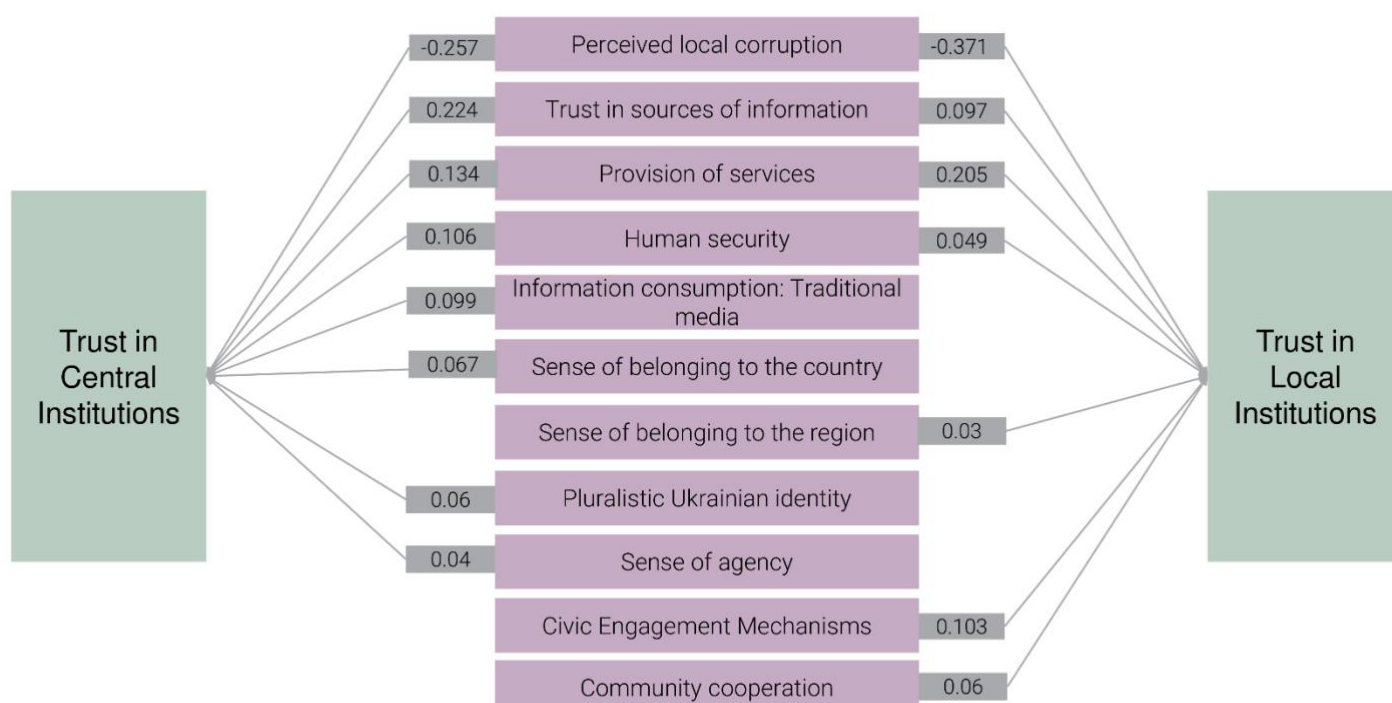 -0.257
Perceived local corruption
-0.371
0.224
Trust in sources of information
0.097
0.134
Provision of services
0.205
0.106
Human security
0.049
0.099
Information consumption: Traditional
media
Trust in
Central
Institutions
0.067
Sense of belonging to the country
Trust in
Local
Institutions
Sense of belonging to the region
0.03
0.06
Pluralistic Ukrainian identity
0.04
Sense of agency
Civic Engagement Mechanisms
0.103
Community cooperation
0.06